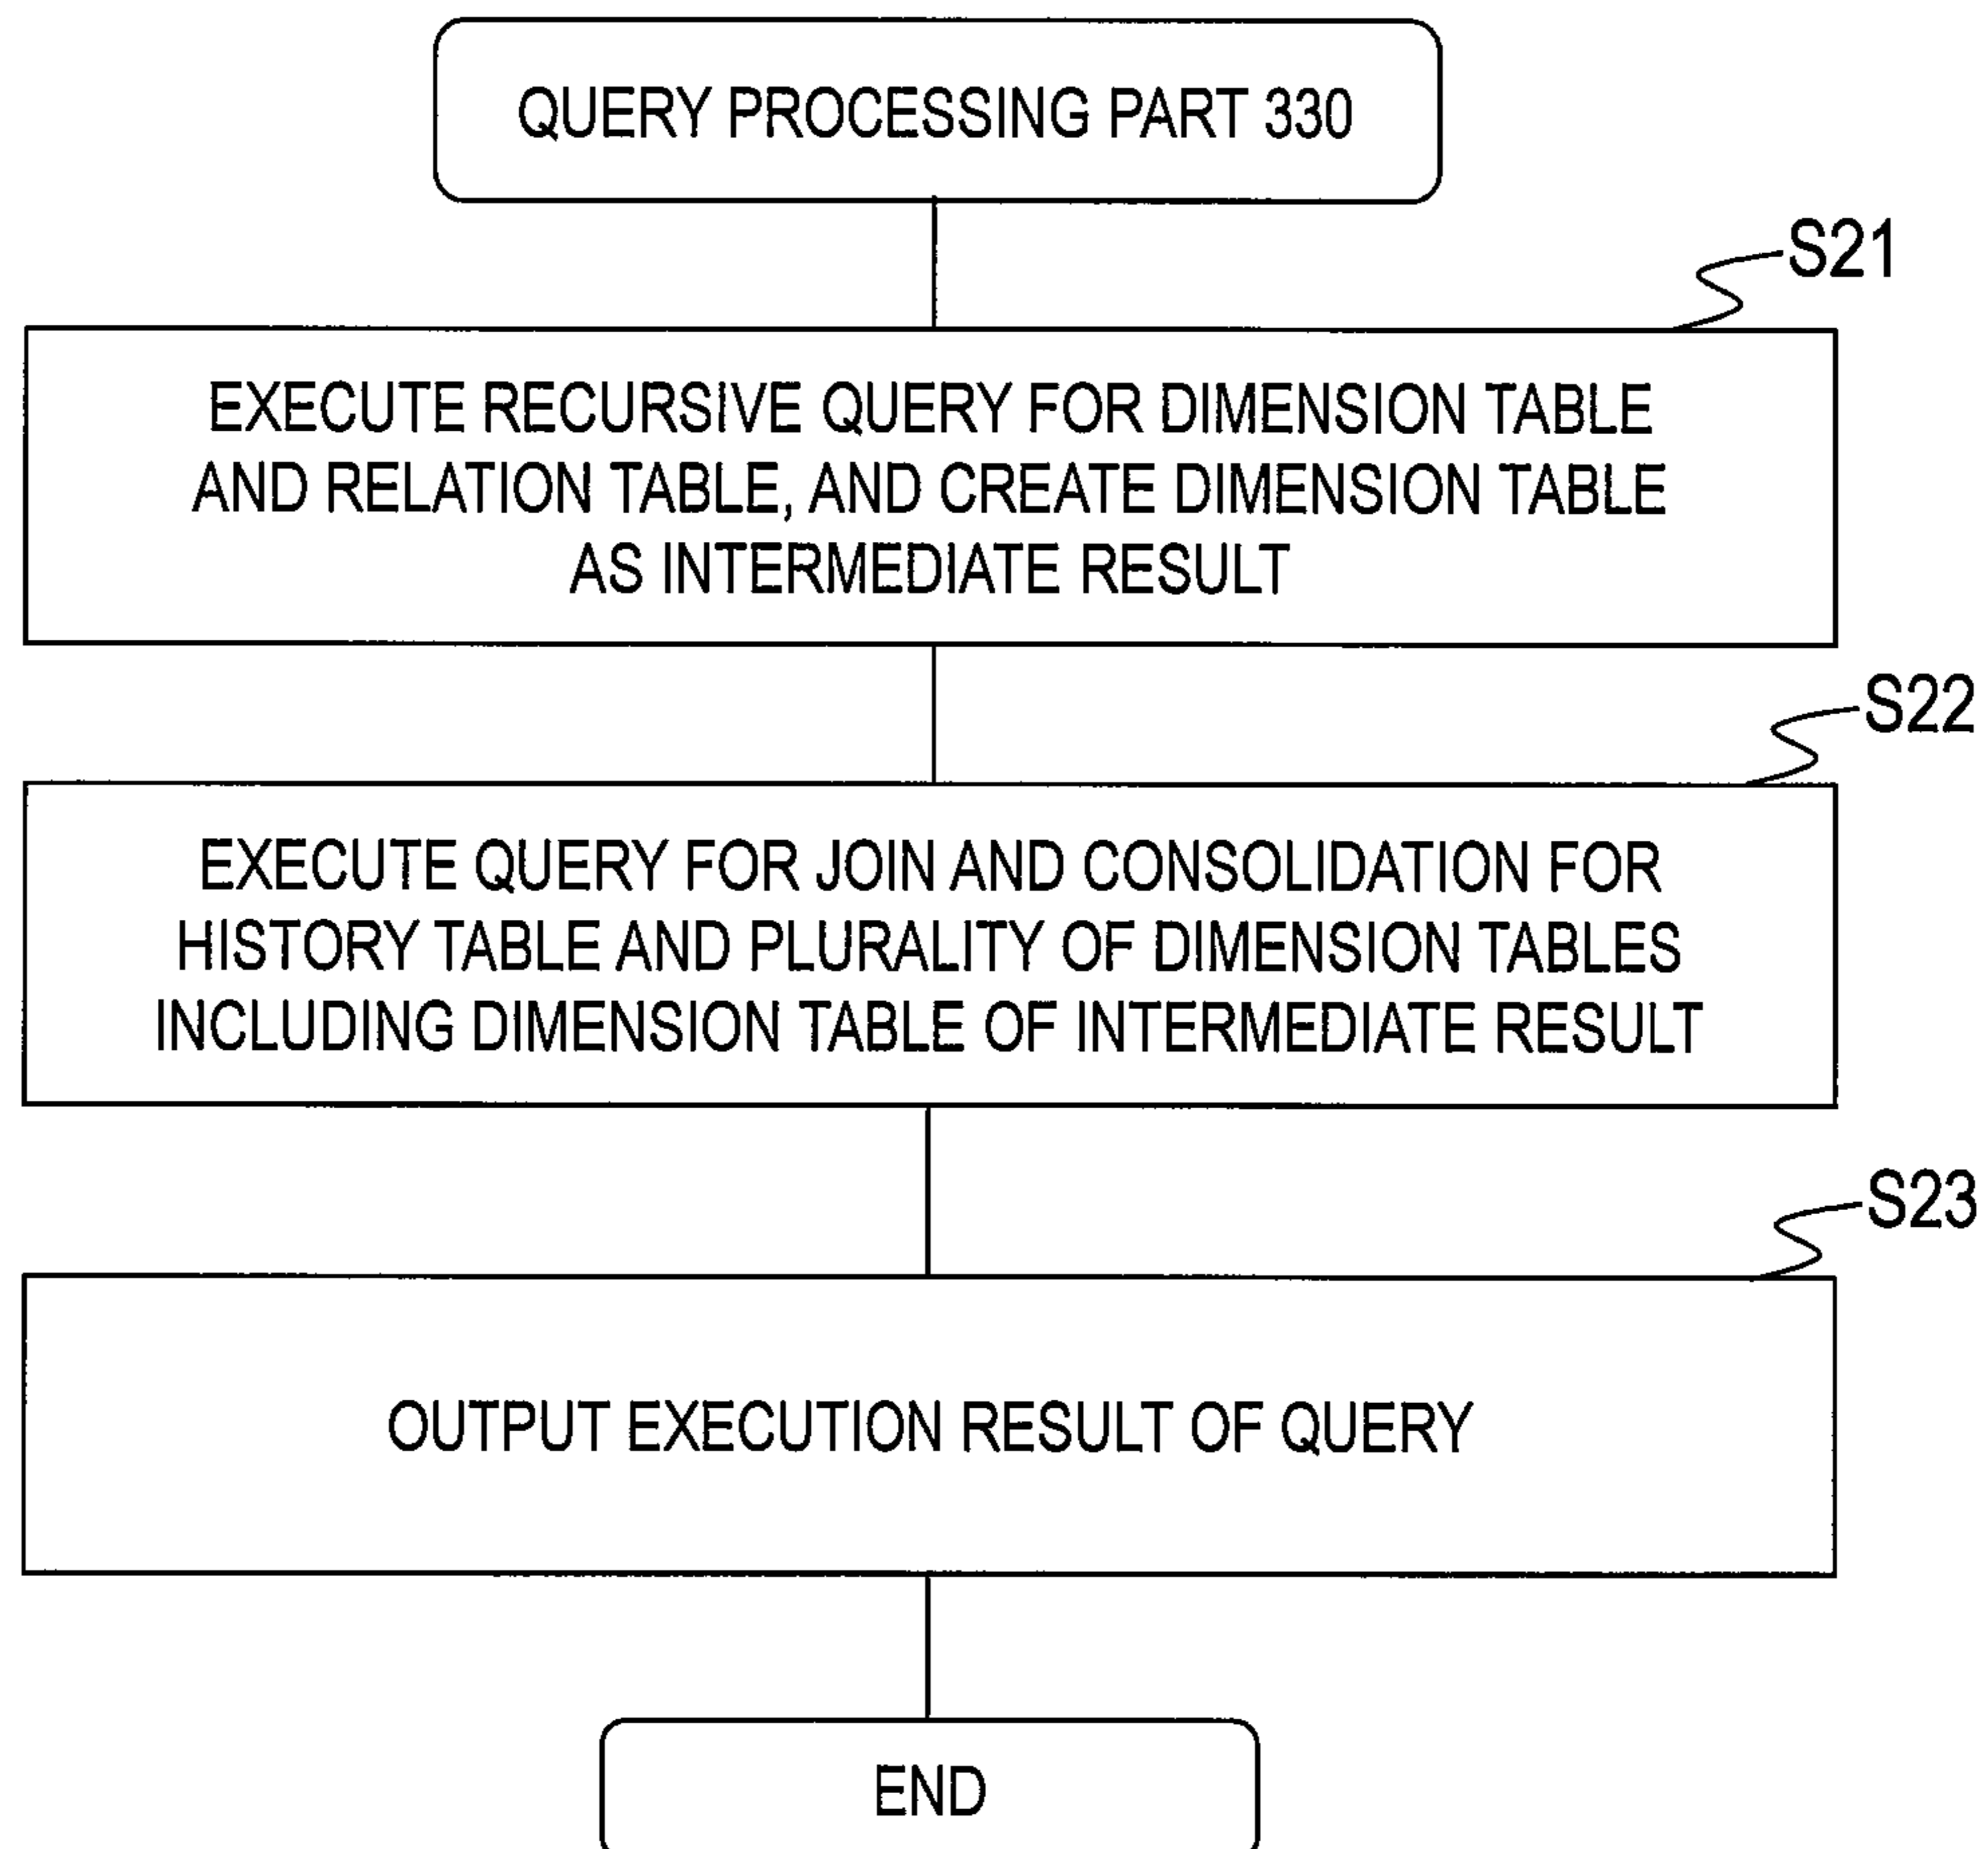 QUERY PROCESSING PART 330
S21
EXECUTE RECURSIVE QUERY FOR DIMENSION TABLE
AND RELATION TABLE, AND CREATE DIMENSION TABLE
AS INTERMEDIATE RESULT
S22
EXECUTE QUERY FOR JOIN AND CONSOLIDATION FOR
HISTORY TABLE AND PLURALITY OF DIMENSION TABLES
INCLUDING DIMENSION TABLE OF INTERMEDIATE RESULT
S23
OUTPUT EXECUTION RESULT OF QUERY
END